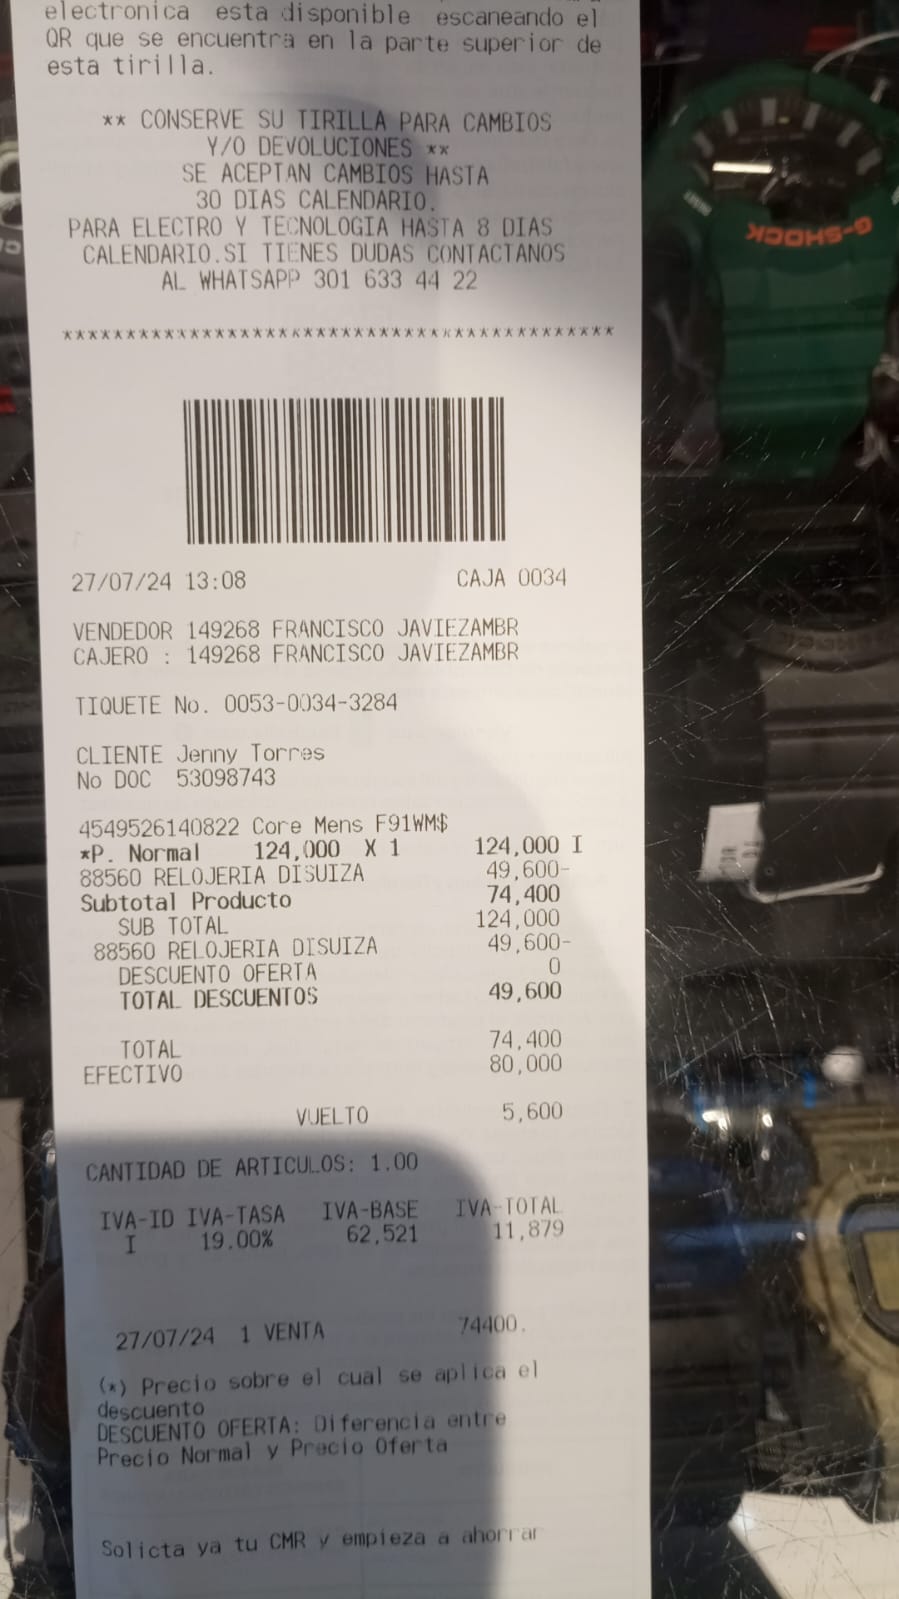 electronica esta disponible escaneando el
QR que se encuentra en la parte superior de
esta tirilla.
** CONSERVE SU TIRILLA PARA CAMBIOS
Y/O DEVOLUCIONES **
SE ACEPTAN CAMBIOS HASTA
30 DIAS CALENDARIO.
PARA ELECTRO Y TECNOLOGIA HASTA 8 DIAS
CALENDARIO.SI TIENES DUDAS CONTACTANOS
AL WHATSAPP 301 633 44 22
********************************************
27/07/24 13:08 CAJA 0034
VENDEDOR 149268 FRANCISCO JAVIEZAMBR
CAJERO : 149268 FRANCISCO JAVIEZAMBR
TIQUETE No. 0053-0034-3284
CLIENTE Jenny Torres
No DOC 53098743
4549526140822 Core Mens F91WM$
*P. Normal 124,000 X 1 124,000 I
88560 RELOJERIA DISUIZA 49,600-
Subtotal Producto 74,400
SUB TOTAL 124,000
88560 RELOJERIA DISUIZA 49,600-
DESCUENTO OFERTA 0
TOTAL DESCUENTOS 49,600
TOTAL 74,400
EFECTIVO 80,000
VUELTO 5,600
CANTIDAD DE ARTICULOS: 1.00
IVA-ID IVA-TASA IVA-BASE IVA-TOTAL
I 19.00% 62,521 11,879
27/07/24 1 VENTA 74400.
(*) Precio sobre el cual se aplica el
descuento
DESCUENTO OFERTA: Diferencia entre
Precio Normal y Precio Oferta
Solicta ya tu CMR y empieza a ahorrar
G-SHOCK